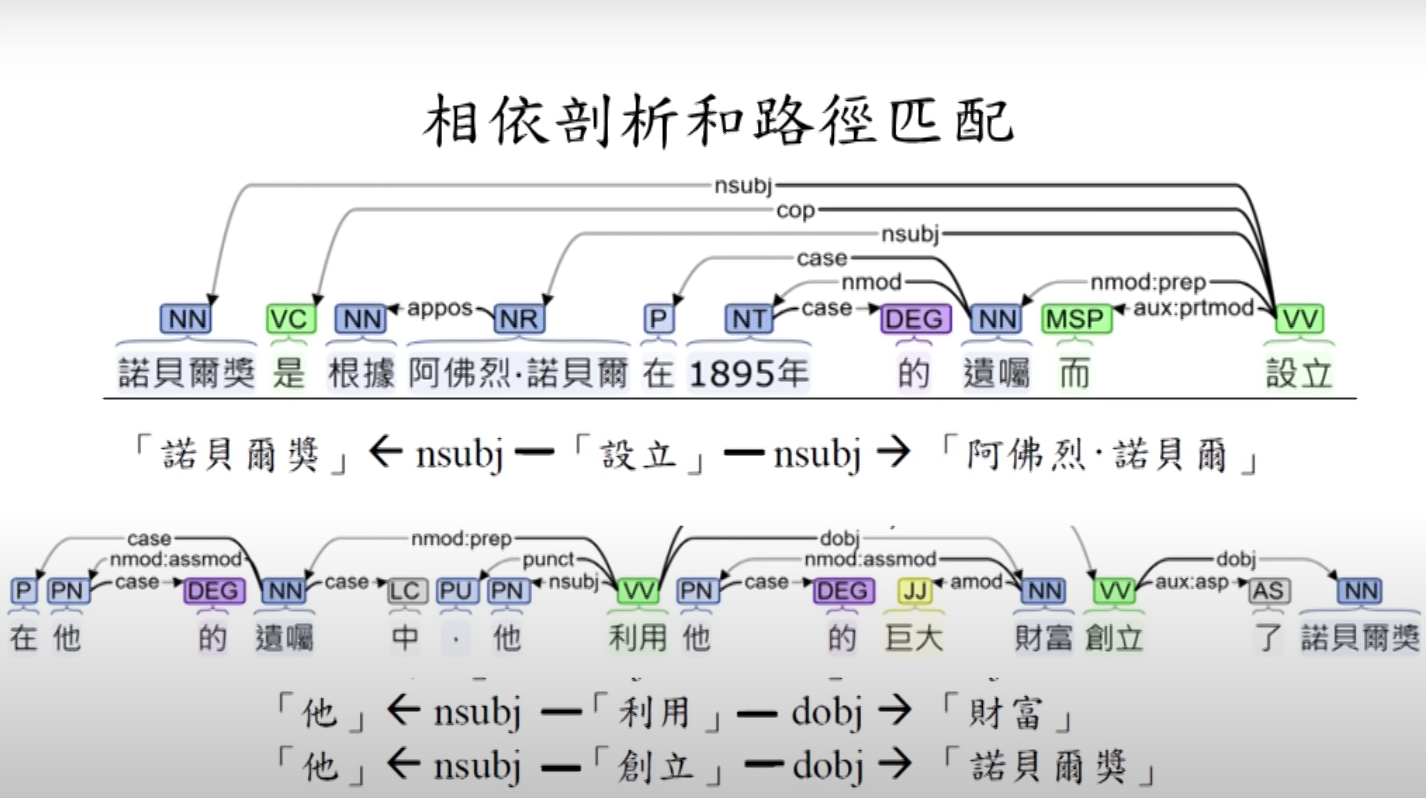 相依剖析和路徑匹配
nsubj
cop
nsubj
case
nmod nmod:prep
NN VC NN appos NR P NT case DEG NN MSP aux:prtmod VV
諾貝爾獎 是 根據 阿佛烈·諾貝爾 在 1895年 的 遺囑 而 設立
「諾貝爾獎」← nsubj —「設立」— nsubj →「阿佛烈·諾貝爾」
case nmod:prep dobj
nmod:assmod punct nmod:assmod dobj
P PN case DEG NN case LC PU PN nsubj VV PN case DEG JJ amod NN VV aux:asp AS NN
在 他 的 遺囑 中 , 他 利用 他 的 巨大 財富 創立 了 諾貝爾獎
「他」← nsubj —「利用」— dobj →「財富」
「他」← nsubj —「創立」— dobj →「諾貝爾獎」